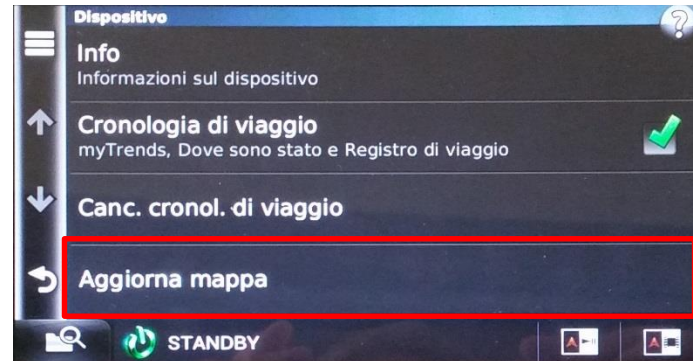 Dispositivo
?
Info
Informazioni sul dispositivo
Cronologia di viaggio
myTrends, Dove sono stato e Registro di viaggio
Canc. cronol. di viaggio
Aggiorna mappa
STANDBY